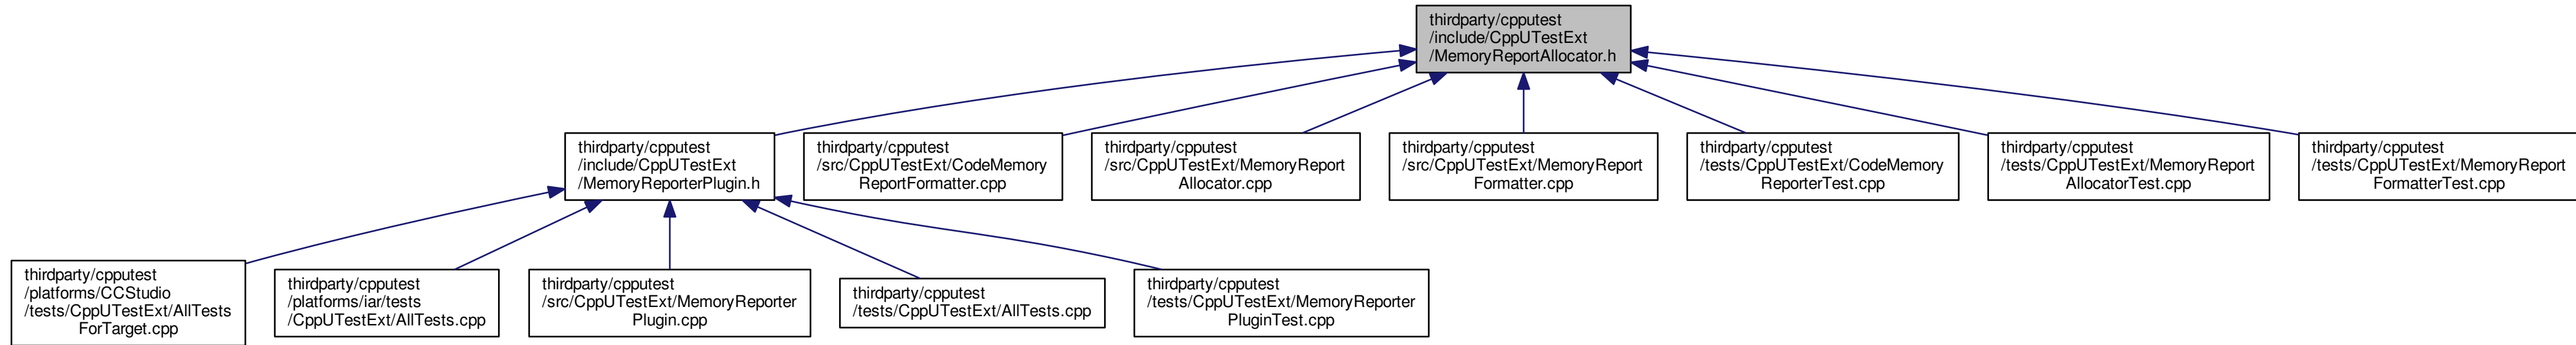 thirdparty/cpputest
/include/CppUTestExt
/MemoryReportAllocator.h
thirdparty/cpputest
/include/CppUTestExt
/MemoryReporterPlugin.h
thirdparty/cpputest
/src/CppUTestExt/CodeMemory
ReportFormatter.cpp
thirdparty/cpputest
/src/CppUTestExt/MemoryReport
Allocator.cpp
thirdparty/cpputest
/src/CppUTestExt/MemoryReport
Formatter.cpp
thirdparty/cpputest
/tests/CppUTestExt/CodeMemory
ReporterTest.cpp
thirdparty/cpputest
/tests/CppUTestExt/MemoryReport
AllocatorTest.cpp
thirdparty/cpputest
/tests/CppUTestExt/MemoryReport
FormatterTest.cpp
thirdparty/cpputest
/platforms/CCStudio
/tests/CppUTestExt/AllTests
ForTarget.cpp
thirdparty/cpputest
/platforms/iar/tests
/CppUTestExt/AllTests.cpp
thirdparty/cpputest
/src/CppUTestExt/MemoryReporter
Plugin.cpp
thirdparty/cpputest
/tests/CppUTestExt/AllTests.cpp
thirdparty/cpputest
/tests/CppUTestExt/MemoryReporter
PluginTest.cpp